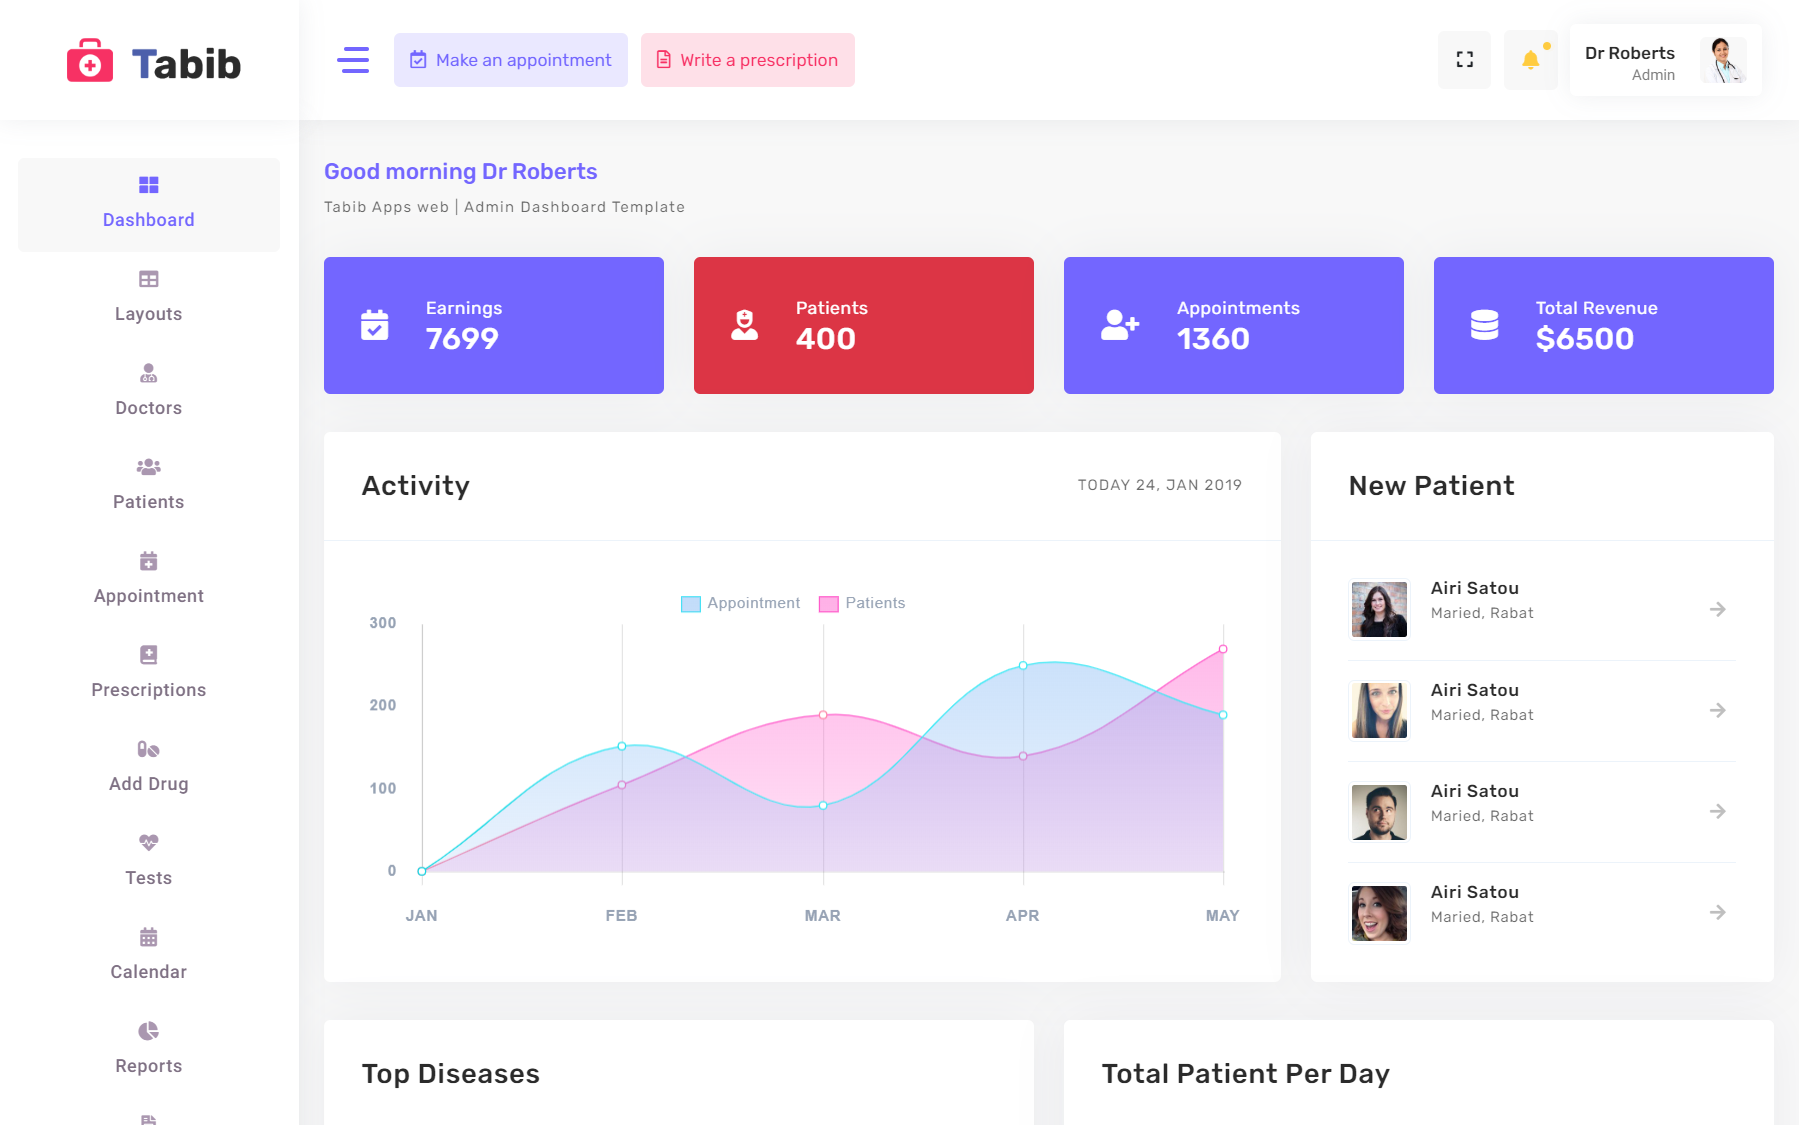 Tabib
Make an appointment
Write a prescription
Dr Roberts
Admin
Dashboard
Layouts
Doctors
Patients
Appointment
Prescriptions
Add Drug
Tests
Calendar
Reports
Good morning Dr Roberts
Tabib Apps web | Admin Dashboard Template
Earnings
7699
Patients
400
Appointments
1360
Total Revenue
$6500
Activity
TODAY 24, JAN 2019
Appointment
Patients
300
200
100
0
JAN
FEB
MAR
APR
MAY
New Patient
Airi Satou
Maried, Rabat
Airi Satou
Maried, Rabat
Airi Satou
Maried, Rabat
Airi Satou
Maried, Rabat
Top Diseases
Total Patient Per Day